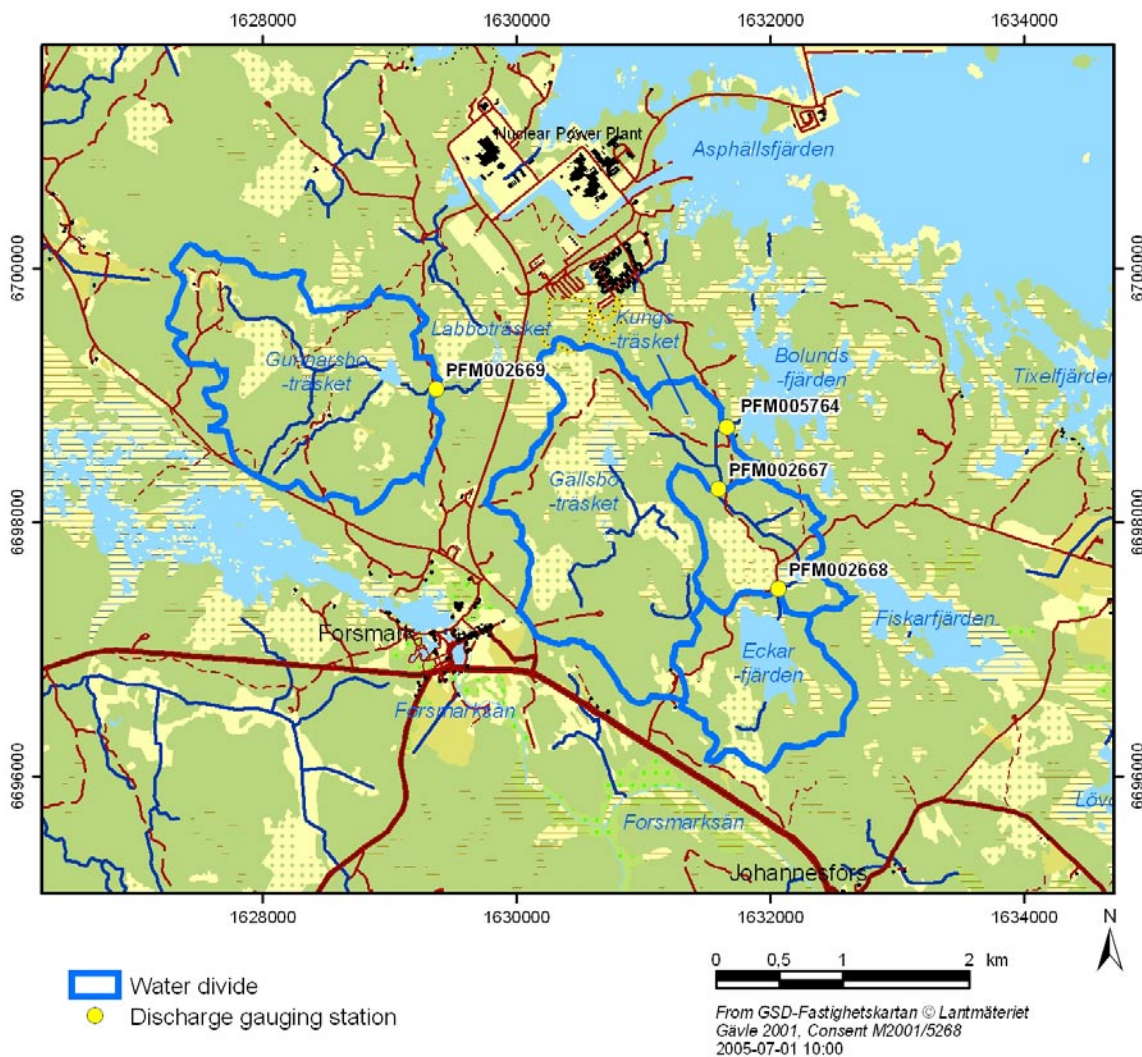 1628000
1630000
1632000
1634000
Nuclear Power Plant
Asphällsfjärden
6700000
6700000
Labboträsket
Kungs
-träsket
Gunnarsbo
-träsket
Bolunds
-fjärden
Tixelfjärden
PFM002669
PFM005764
PFM002667
Gällsbo
-träsket
6698000
6698000
PFM002668
Forsmark
Fiskarfjärden
Eckar
-fjärden
Forsmarksån
6696000
6696000
Forsmarksån
Johannesfors
1628000
1630000
1632000
1634000
N
Water divide
Discharge gauging station
0 0,5 1 2 km
From GSD-Fastighetskartan © Lantmäteriet
Gävle 2001, Consent M2001/5268
2005-07-01 10:00